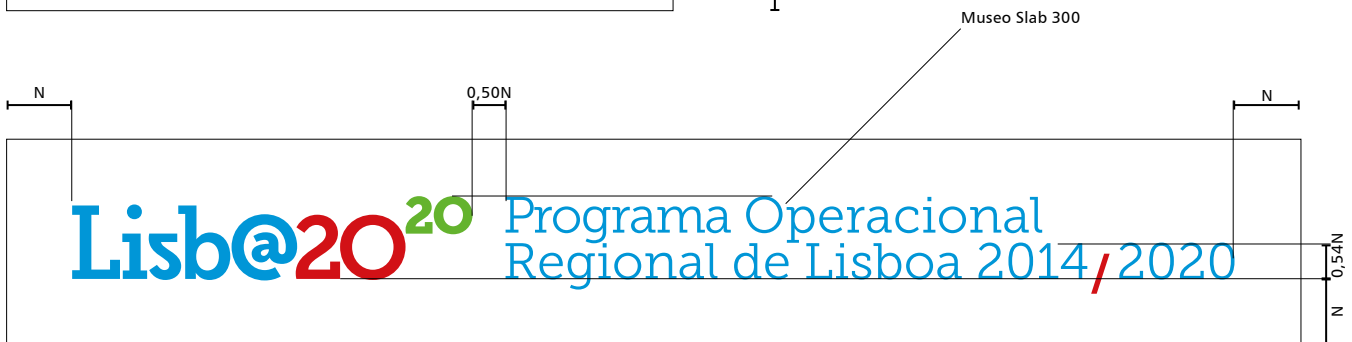 Museo Slab 300
N
0,50N
N
Lisb@2020
Programa Operacional
Regional de Lisboa 2014/2020
0,54N
N